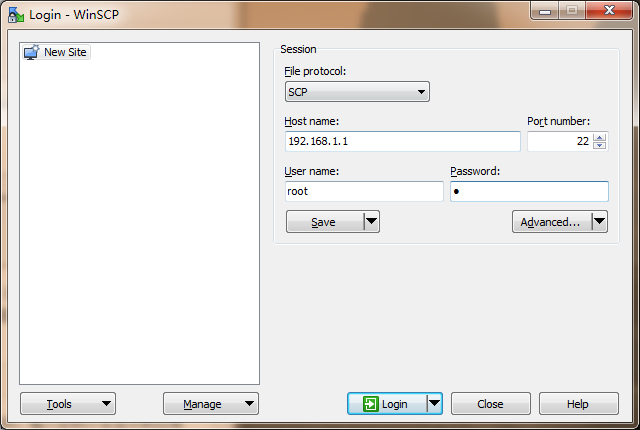 Login - WinSCP
New Site
Session
File protocol:
SCP
Host name:
Port number:
192.168.1.1
22
User name:
Password:
root
●
Save
Advanced...
Tools
Manage
Login
Close
Help